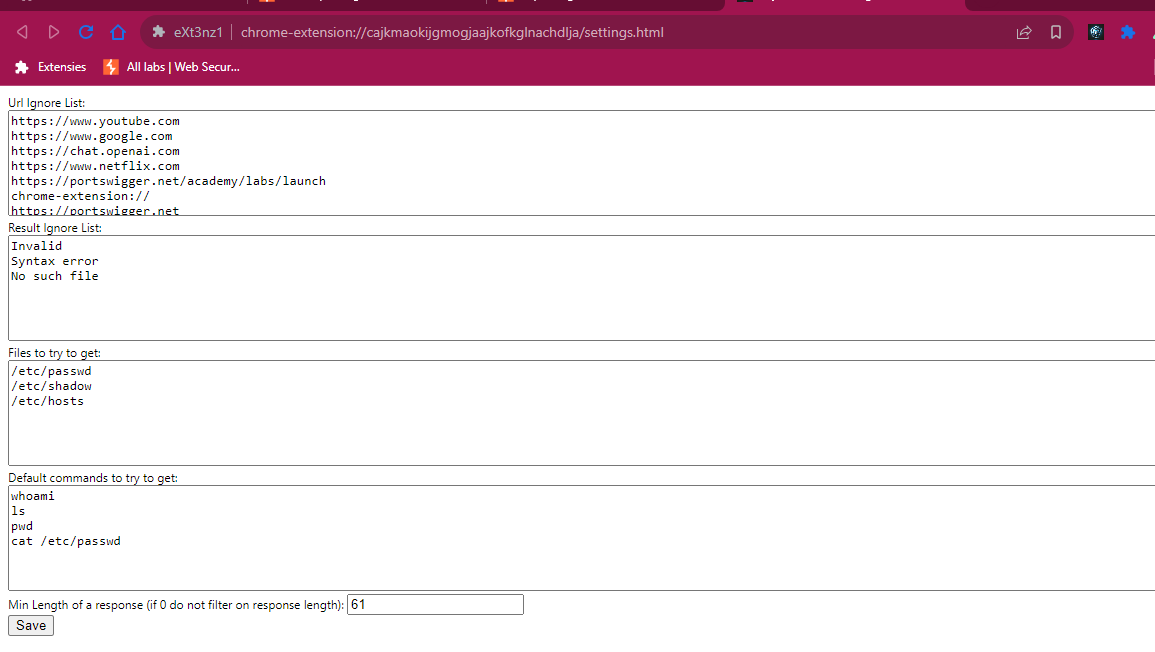 eXt3nz1 chrome-extension://cajkmaokijgmogjaajkofkglnachdlja/settings.html
Extensies All labs | Web Secur...
Url Ignore List:
https://www.youtube.com
https://www.google.com
https://chat.openai.com
https://www.netflix.com
https://portswigger.net/academy/labs/launch
chrome-extension://
https://portswigger.net
Result Ignore List:
Invalid
Syntax error
No such file
Files to try to get:
/etc/passwd
/etc/shadow
/etc/hosts
Default commands to try to get:
whoami
ls
pwd
cat /etc/passwd
Min Length of a response (if 0 do not filter on response length): 61
Save